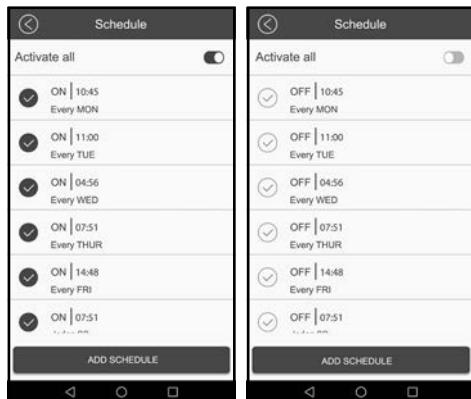 Schedule
Activate all
ON | 10:45
Every MON
ON | 11:00
Every TUE
ON | 04:56
Every WED
ON | 07:51
Every THUR
ON | 14:48
Every FRI
ON | 07:51
ADD SCHEDULE
Schedule
Activate all
OFF | 10:45
Every MON
OFF | 11:00
Every TUE
OFF | 04:56
Every WED
OFF | 07:51
Every THUR
OFF | 14:48
Every FRI
OFF | 07:51
ADD SCHEDULE